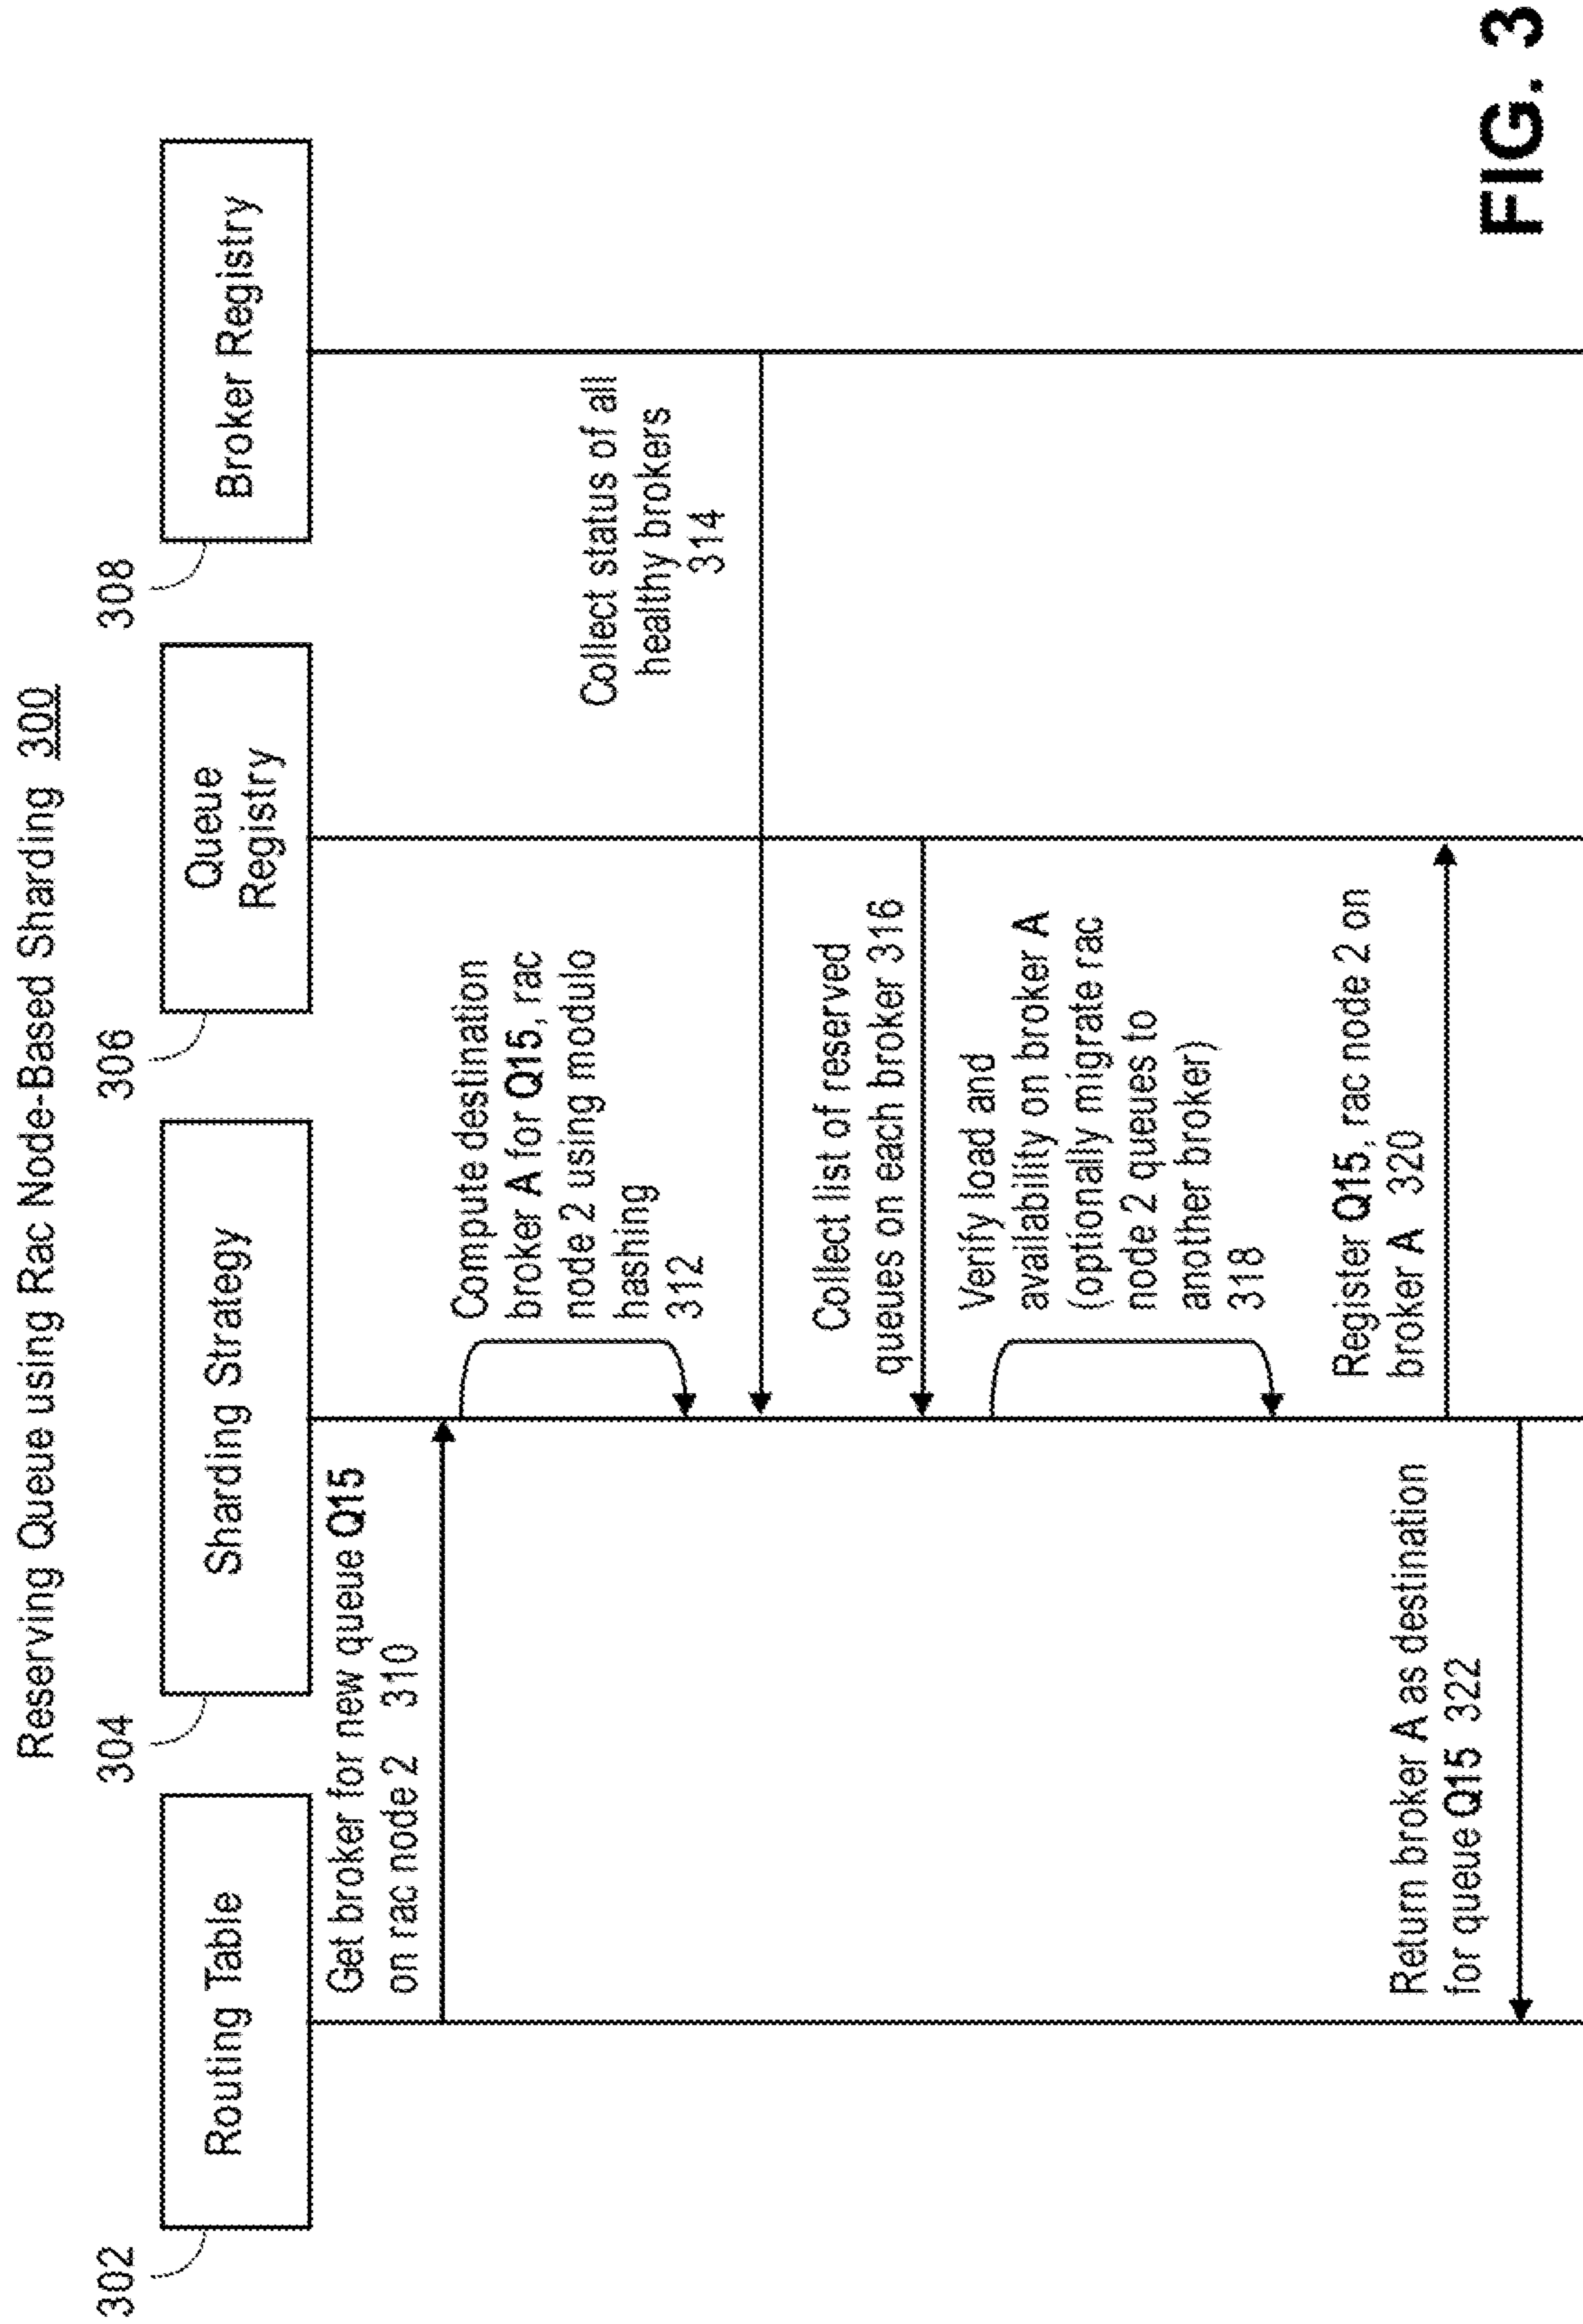 Reserving Queue using Rac Node-Based Sharding 300
302
304
306
308
Routing Table
Sharding Strategy
Queue
Registry
Broker Registry
Get broker for new queue Q15
on rac node 2 310
Compute destination
broker A for Q15, rac
node 2 using modulo
hashing
312
Collect status of all
healthy brokers
314
Collect list of reserved
queues on each broker 316
Verify load and
availability on broker A
(optionally migrate rac
node 2 queues to
another broker)
318
Register Q15, rac node 2 on
broker A 320
Return broker A as destination
for queue Q15 322
FIG. 3